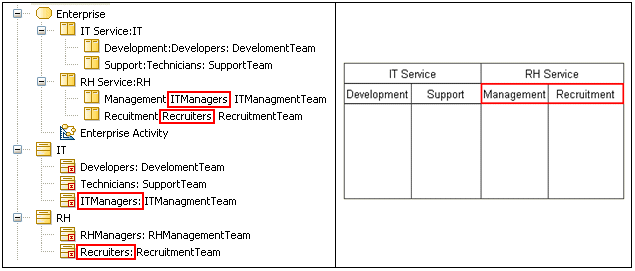 Enterprise
IT Service:IT
Development:Developers: DevelomentTeam
Support:Technicians: SupportTeam
RH Service:RH
Management ITManagers ITManagmentTeam
Recuitment Recruiters RecruitmentTeam
Enterprise Activity
IT
Developers: DevelomentTeam
Technicians: SupportTeam
ITManagers: ITManagmentTeam
RH
RHManagers: RHManagementTeam
Recruiters: RecruitmentTeam
IT Service RH Service
Development Support Management Recruitment